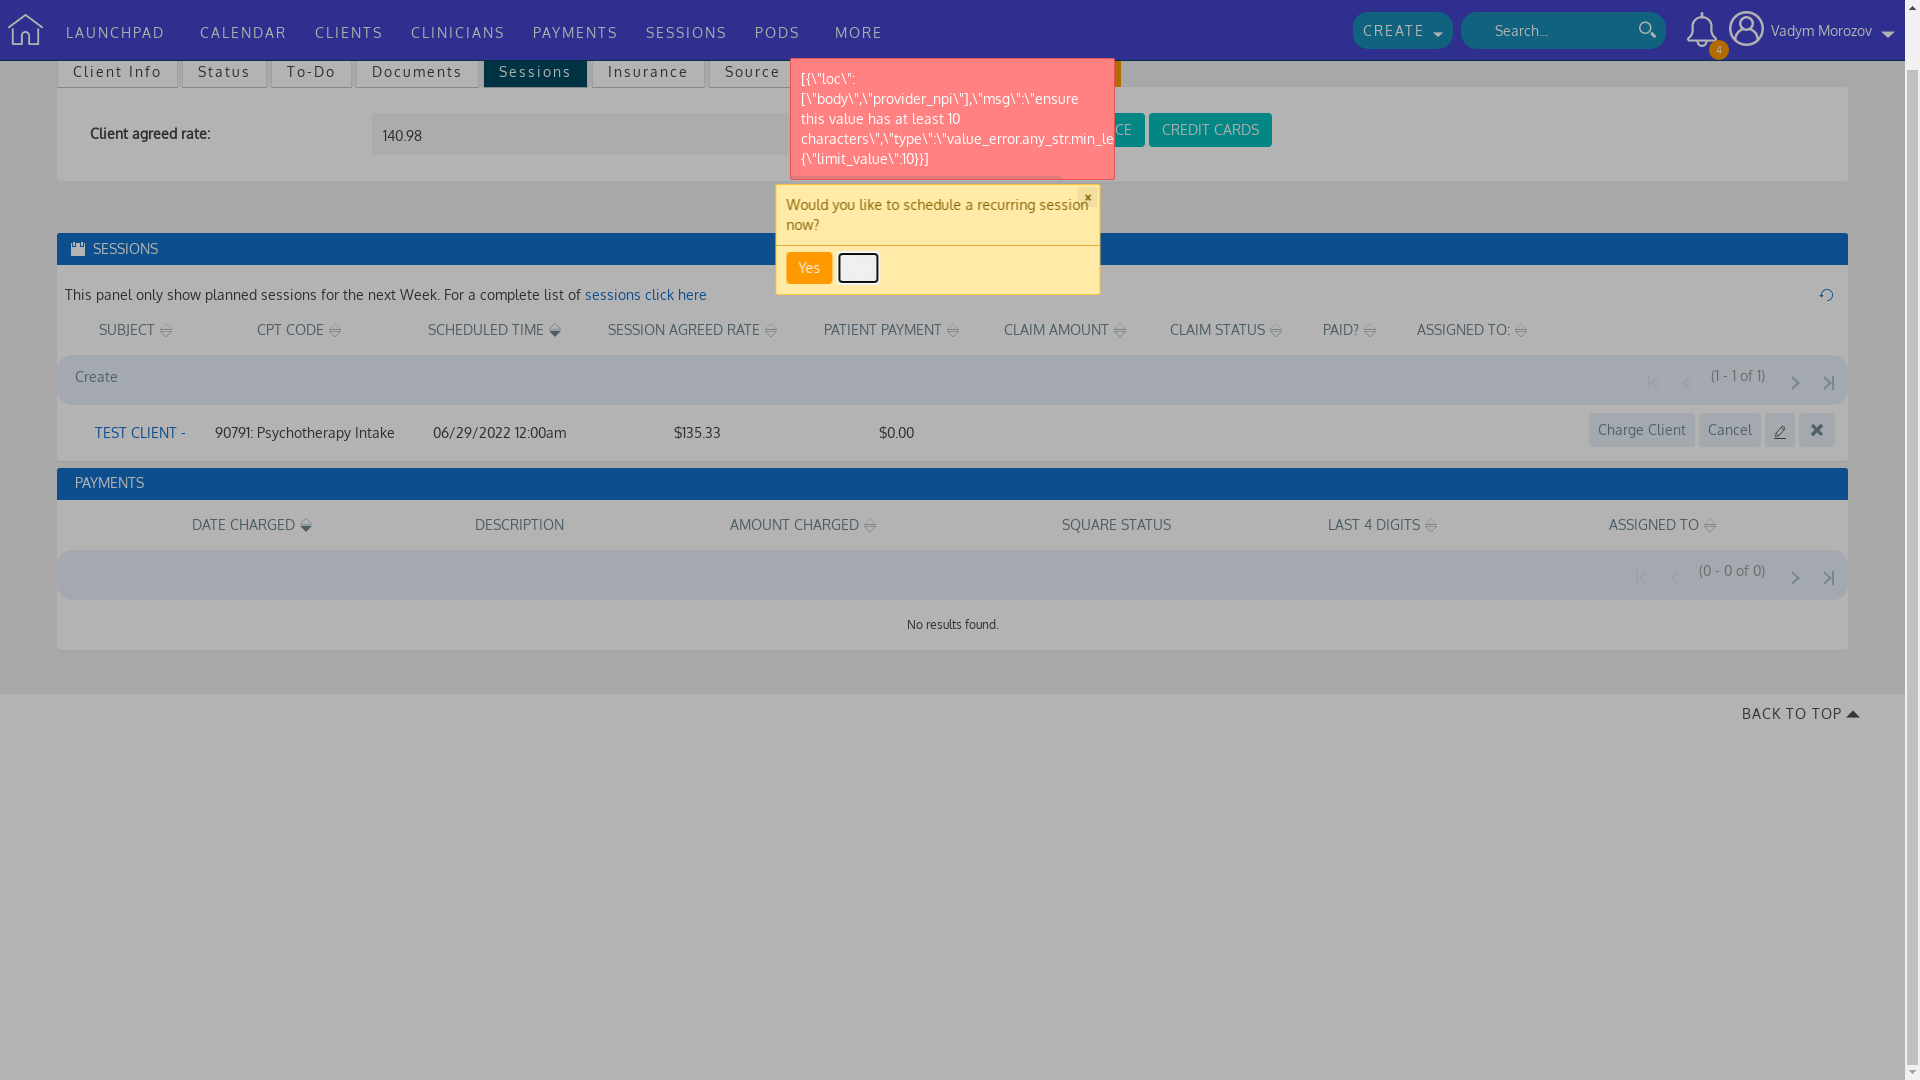 LAUNCHPAD CALENDAR CLIENTS CLINICIANS PAYMENTS SESSIONS PODS MORE CREATE Search... 4 Vadym Morozov
Client Info Status To-Do Documents Sessions Insurance Source
[{\"loc\":
[\"body\",\"provider_npi\"],\"msg\":\"ensure
this value has at least 10
characters\",\"type\":\"value_error.any_str.min_le
{\"limit_value\":10}}]
Client agreed rate: 140.98 CE CREDIT CARDS
Would you like to schedule a recurring session
now?
Yes
SESSIONS
This panel only show planned sessions for the next Week. For a complete list of sessions click here
SUBJECT CPT CODE SCHEDULED TIME SESSION AGREED RATE PATIENT PAYMENT CLAIM AMOUNT CLAIM STATUS PAID? ASSIGNED TO:
Create (1 - 1 of 1)
TEST CLIENT - 90791: Psychotherapy Intake 06/29/2022 12:00am $135.33 $0.00 Charge Client Cancel
PAYMENTS
DATE CHARGED DESCRIPTION AMOUNT CHARGED SQUARE STATUS LAST 4 DIGITS ASSIGNED TO
(0 - 0 of 0)
No results found.
BACK TO TOP